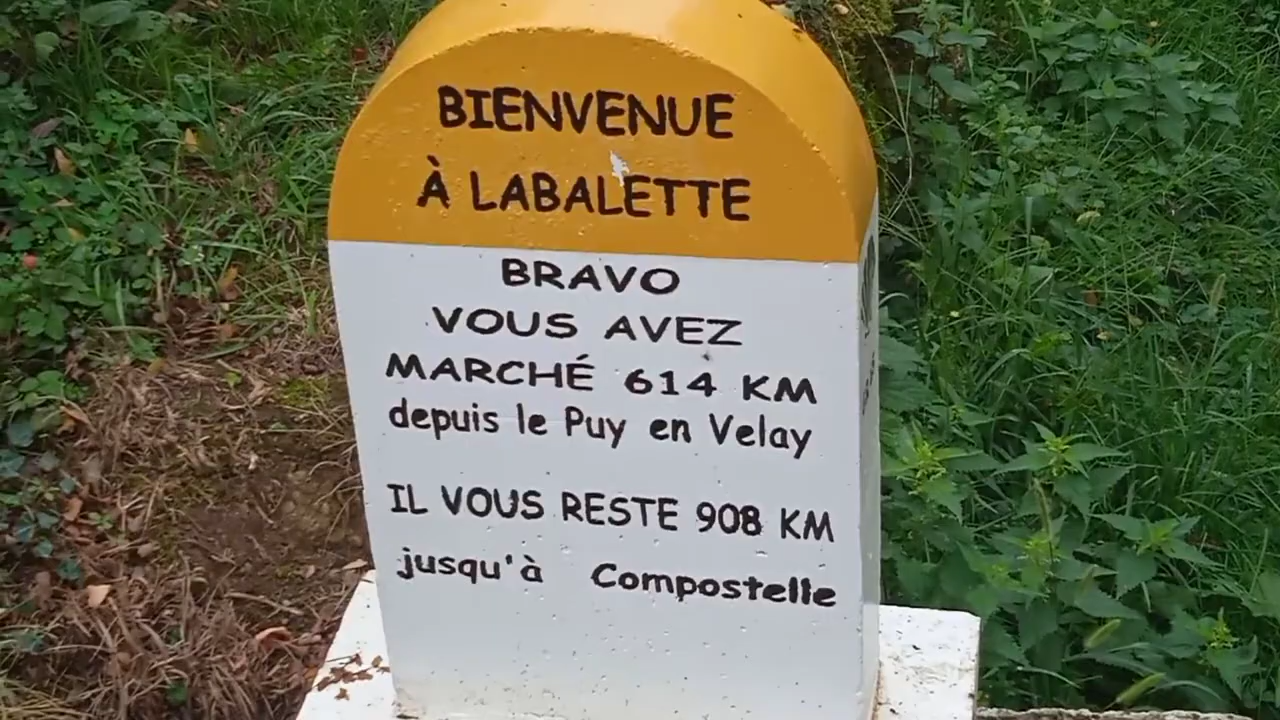 BIENVENUE
À LABALETTE
BRAVO
VOUS AVEZ
MARCHÉ 614 KM
depuis le Puy en Velay
IL VOUS RESTE 908 KM
jusqu'à Compostelle